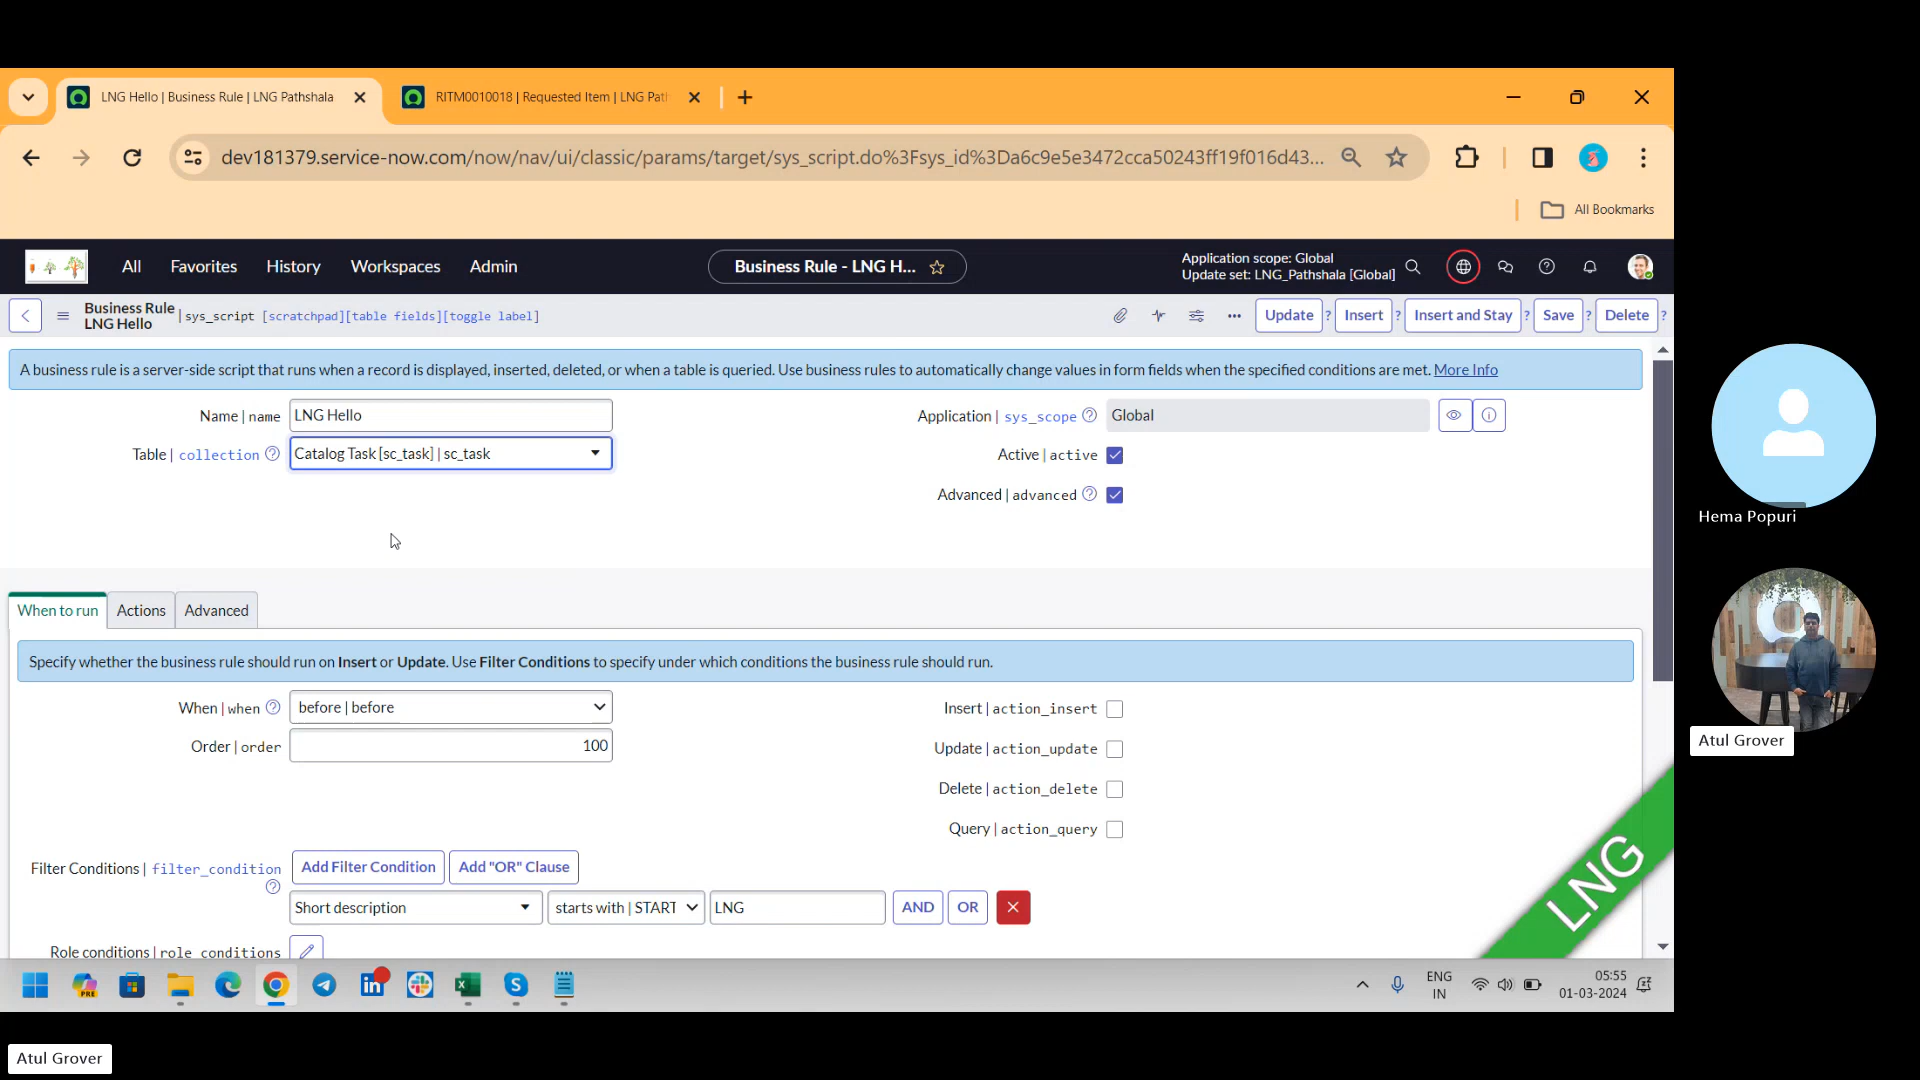 LNG Hello | Business Rule | LNG Pathshala
RITM0010018 | Requested Item | LNG Pat
dev181379.service-now.com/now/nav/ui/classic/params/target/sys_script.do%3Fsys_id%3Da6c9e5e3472cca50243ff19f016d43...
All Bookmarks
All
Favorites
History
Workspaces
Admin
Business Rule - LNG H...
Application scope: Global
Update set: LNG_Pathshala [Global]
Business Rule
LNG Hello
sys_script [scratchpad][table fields][toggle label]
Update ?
Insert ?
Insert and Stay ?
Save ?
Delete ?
A business rule is a server-side script that runs when a record is displayed, inserted, deleted, or when a table is queried. Use business rules to automatically change values in form fields when the specified conditions are met. More Info
Name | name
LNG Hello
Application | sys_scope
Global
Table | collection
Catalog Task [sc_task] | sc_task
Active | active
Advanced | advanced
When to run
Actions
Advanced
Specify whether the business rule should run on Insert or Update. Use Filter Conditions to specify under which conditions the business rule should run.
When | when
before | before
Insert | action_insert
Order | order
100
Update | action_update
Delete | action_delete
Query | action_query
Filter Conditions | filter_condition
Add Filter Condition
Add "OR" Clause
Short description
starts with | START
LNG
AND
OR
Role conditions | role_conditions
LNG
PRE
ENG
IN
05:55
01-03-2024
Hema Popuri
Atul Grover
Atul Grover